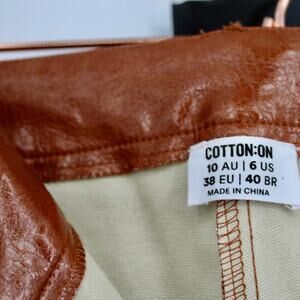 COTTON:ON
10 AU | 6 US
38 EU | 40 BR
MADE IN CHINA